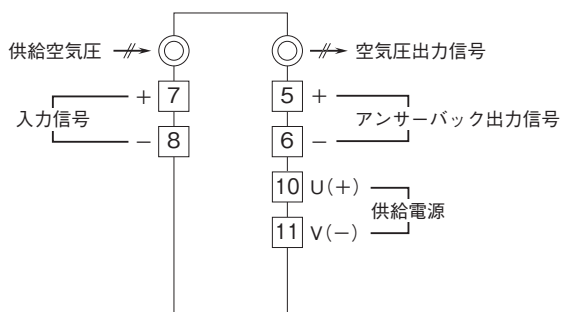 供給空気圧
空気圧出力信号
+ 7
入力信号
− 8
5 +
アンサーバック出力信号
6 −
10 U(+)
供給電源
11 V(−)